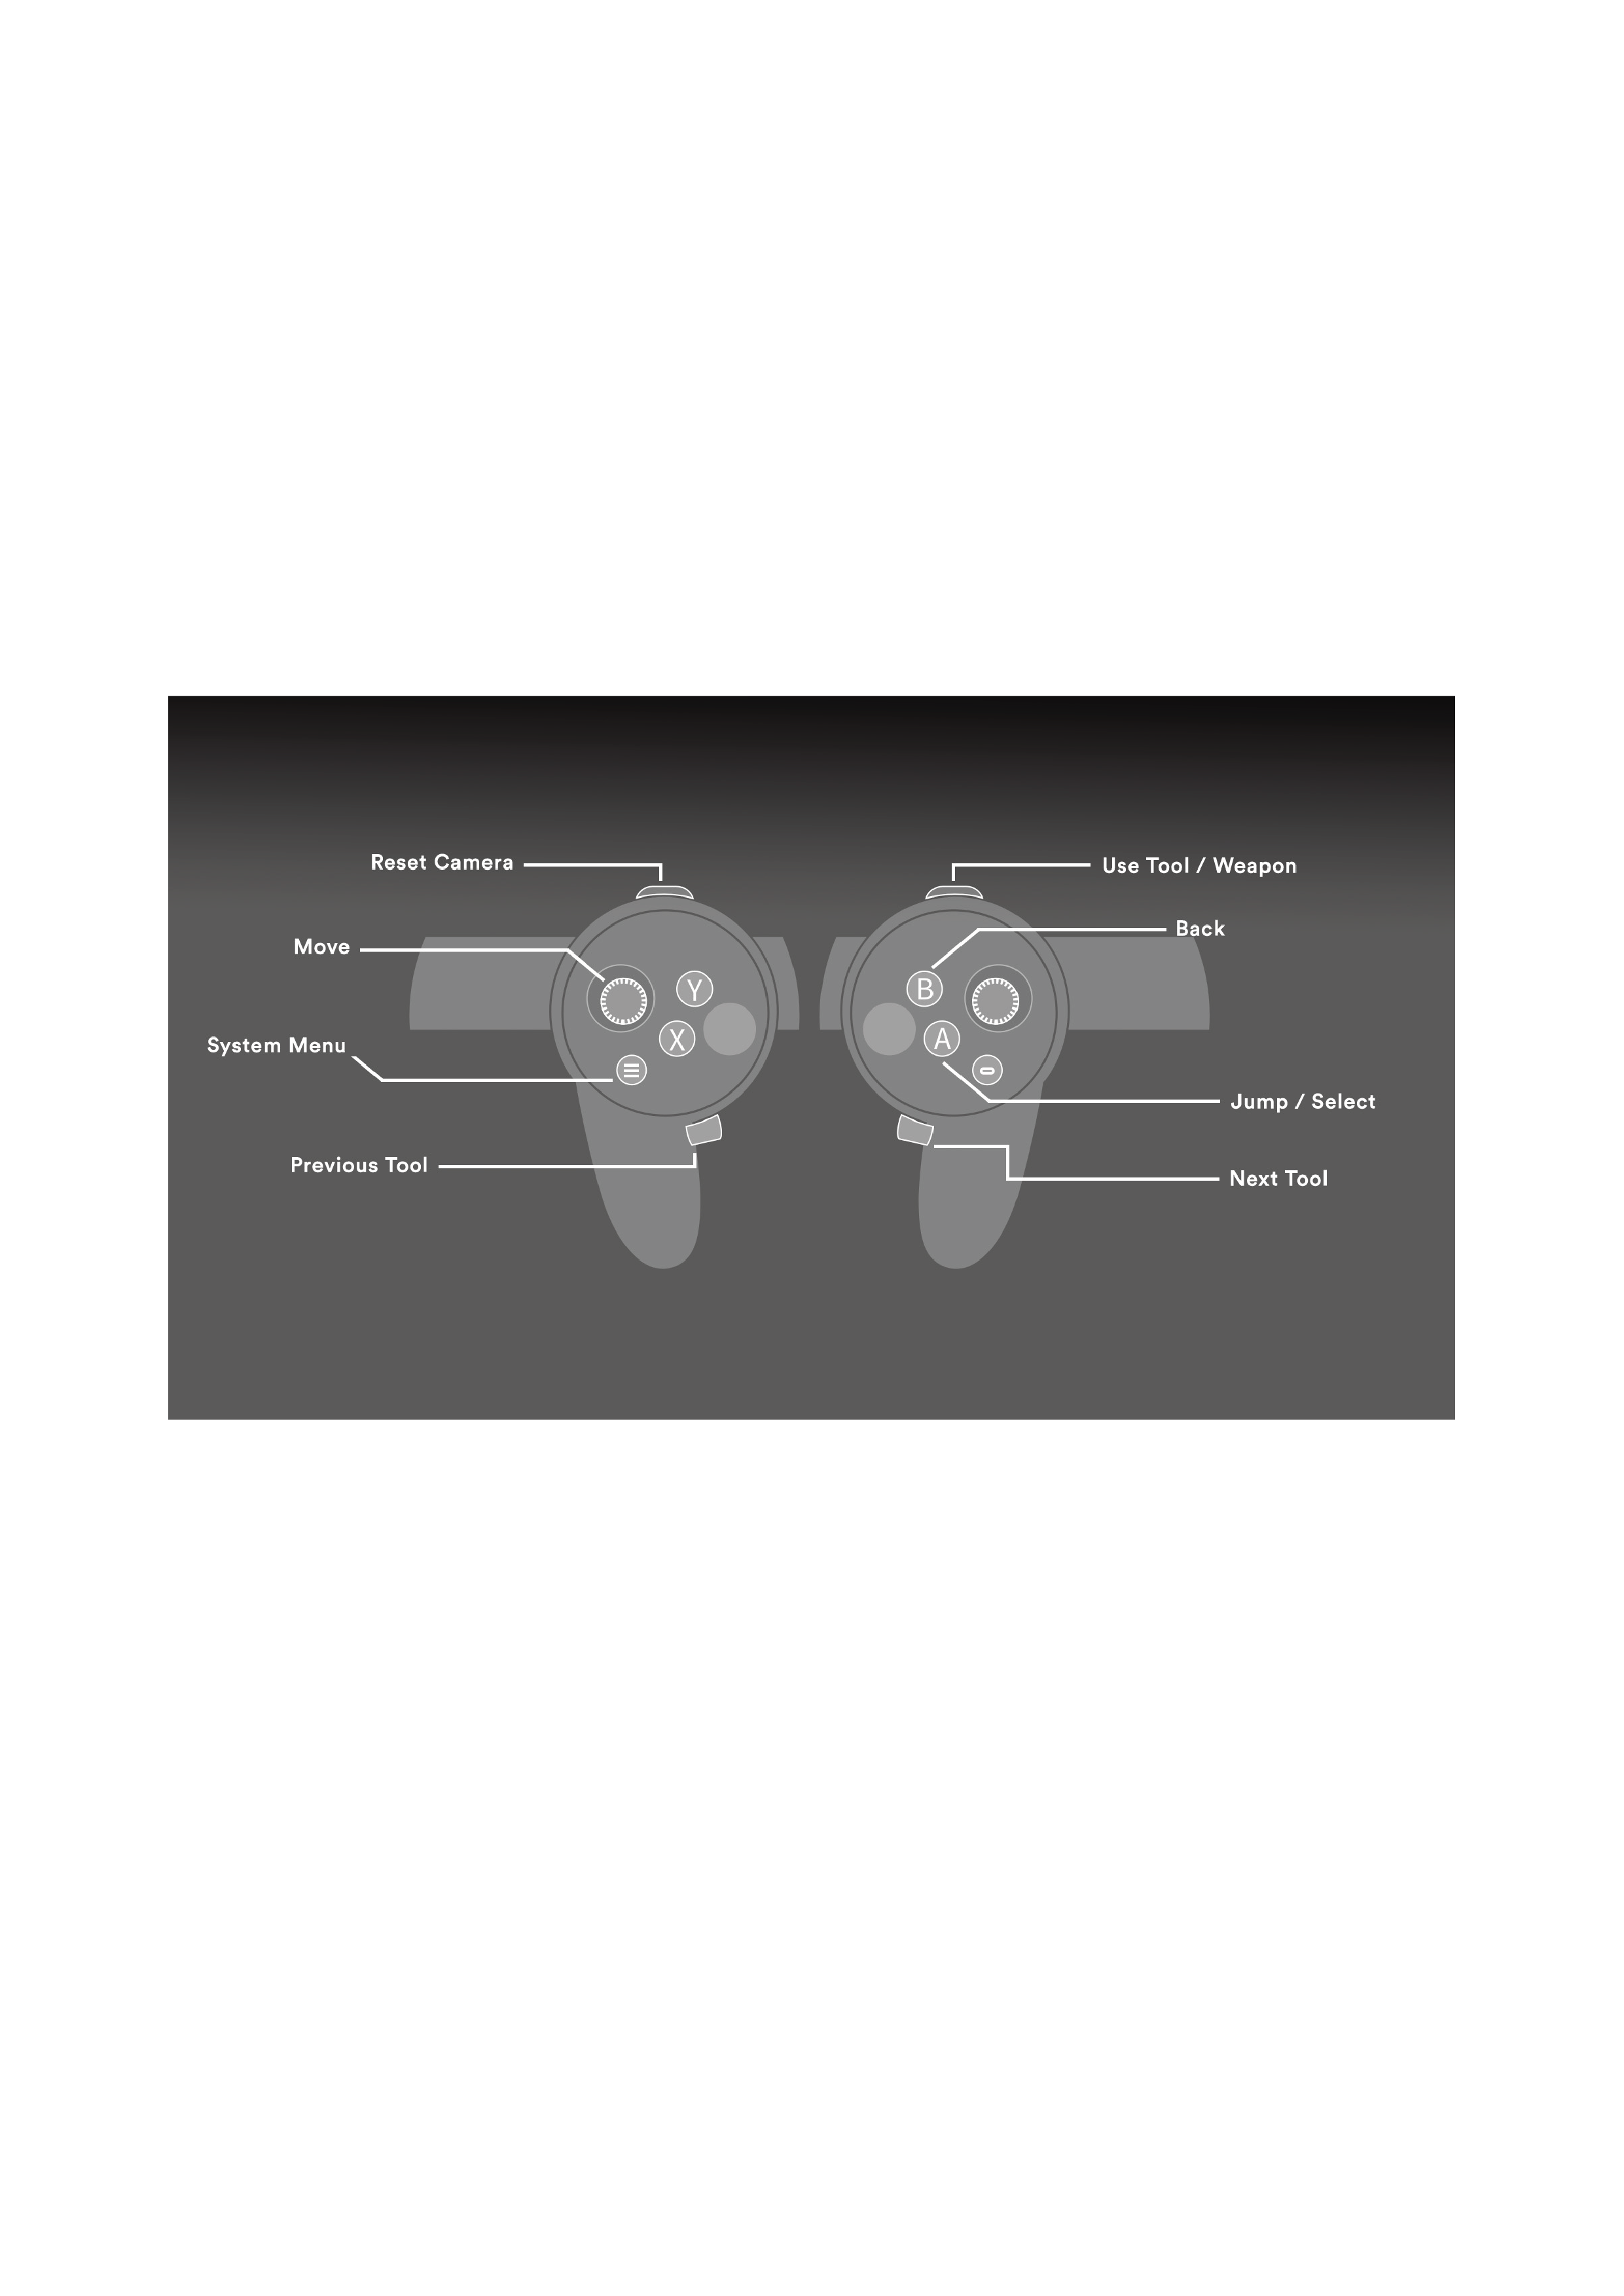 Reset Camera
Use Tool / Weapon
Back
Move
Y
B
X
A
System Menu
Jump / Select
Previous Tool
Next Tool